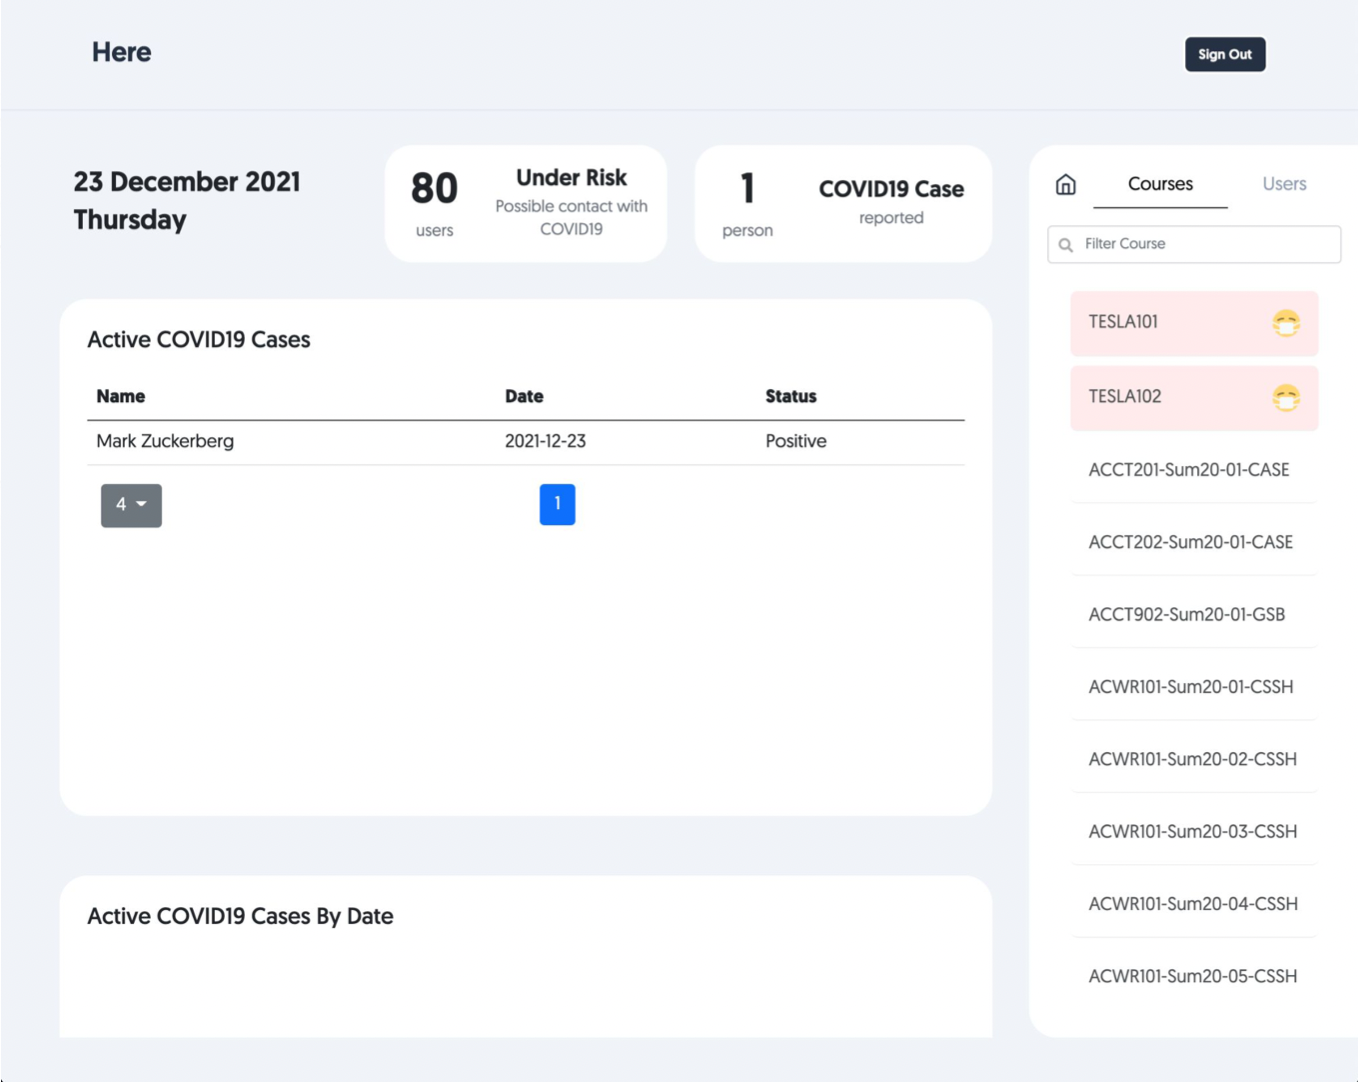 Here
Sign Out
23 December 2021
Thursday
80
users
Under Risk
Possible contact with
COVID19
1
person
COVID19 Case
reported
Active COVID19 Cases
Name Date Status
Mark Zuckerberg 2021-12-23 Positive
4
1
Active COVID19 Cases By Date
Courses Users
Filter Course
TESLA101
TESLA102
ACCT201-Sum20-01-CASE
ACCT202-Sum20-01-CASE
ACCT902-Sum20-01-GSB
ACWR101-Sum20-01-CSSH
ACWR101-Sum20-02-CSSH
ACWR101-Sum20-03-CSSH
ACWR101-Sum20-04-CSSH
ACWR101-Sum20-05-CSSH